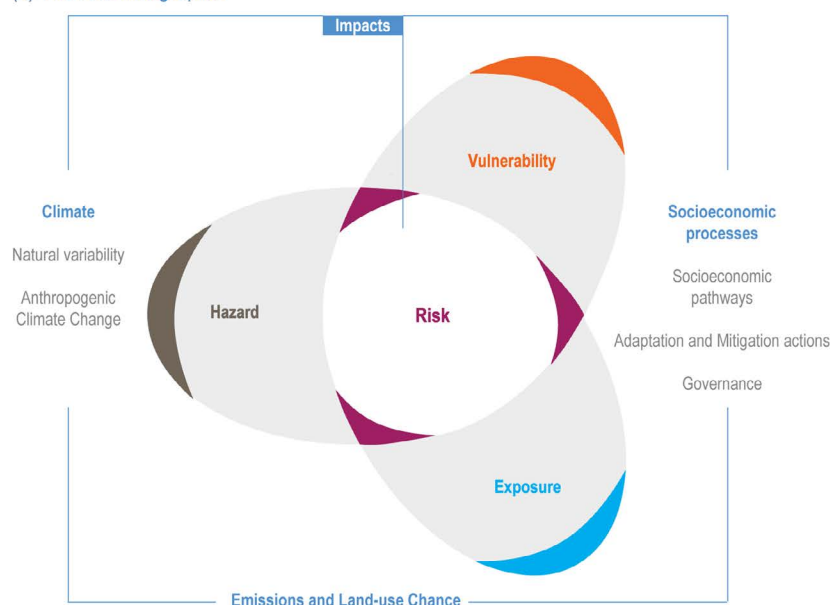 Impacts
Vulnerability
Climate
Natural variability
Anthropogenic
Climate Change
Hazard
Risk
Socioeconomic
processes
Socioeconomic
pathways
Adaptation and Mitigation actions
Governance
Exposure
Emissions and Land-use Chance